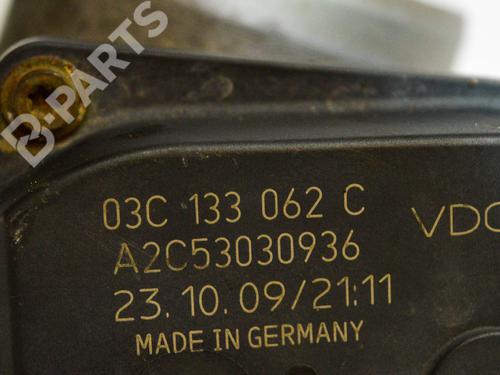 B-PARTS
03C 133 062 C
VDO
A2C53030936
23.10.09/21:11
MADE IN GERMANY